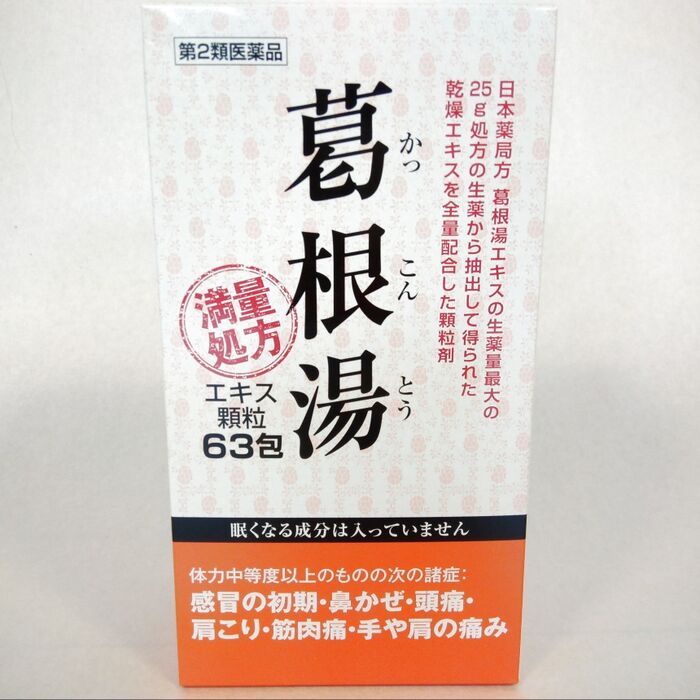 第2類医薬品
日本薬局方 葛根湯エキスの生薬量最大の
25g処方の生薬から抽出して得られた
乾燥エキスを全量配合した顆粒剤
葛根湯
かっこんとう
満量
処方
エキス
顆粒
63包
眠くなる成分は入っていません
体力中等度以上のものの次の諸症:
感冒の初期・鼻かぜ・頭痛・
肩こり・筋肉痛・手や肩の痛み